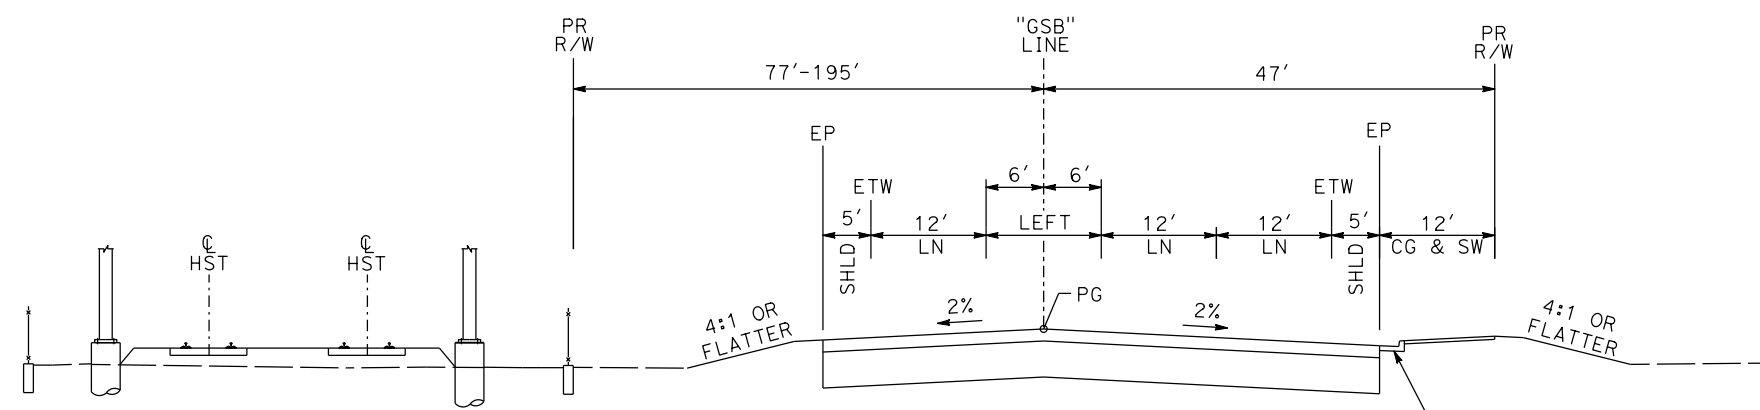 PR
R/W
"GSB"
LINE
PR
R/W
77'-195'
47'
EP
EP
6'
6'
ETW
ETW
5'
12'
LEFT
12'
12'
5'
12'
SHLD
LN
LN
LN
SHLD
CG & SW
℄
HST
℄
HST
PG
2%
2%
4:1 OR
FLATTER
4:1 OR
FLATTER